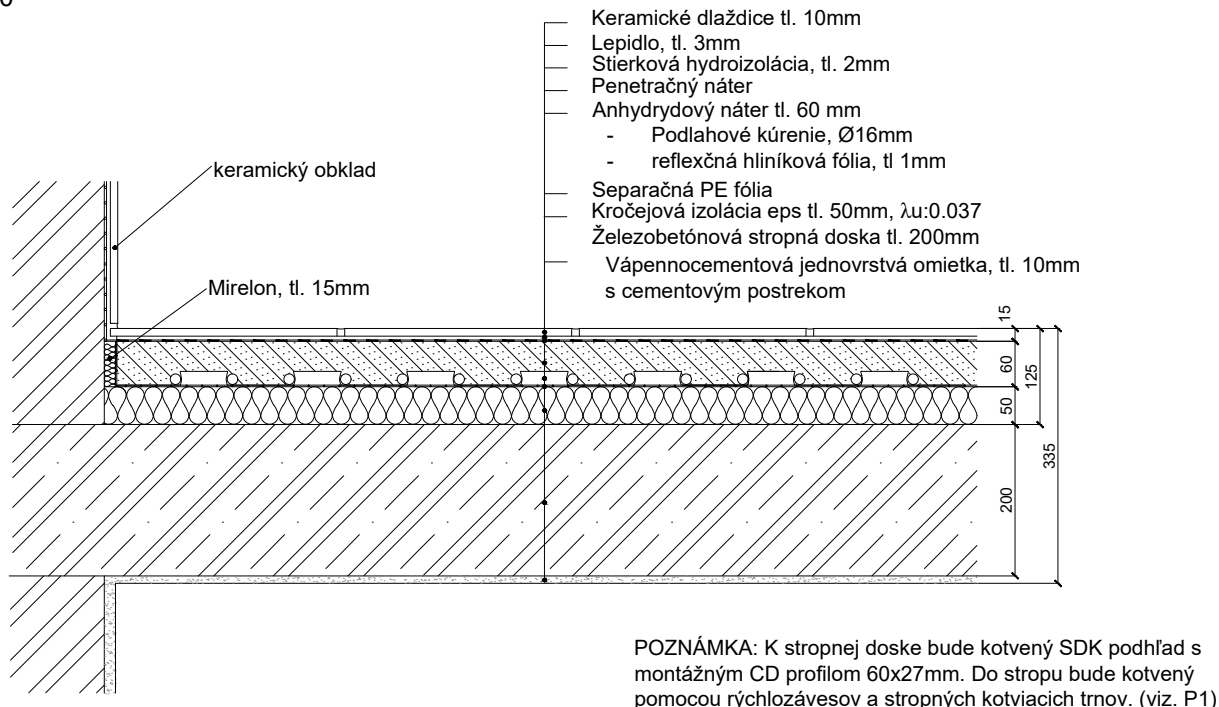 Keramické dlaždice tl. 10mm
Lepidlo, tl. 3mm
Stierková hydroizolácia, tl. 2mm
Penetračný náter
Anhydrydový náter tl. 60 mm
- Podlahové kúrenie, Ø16mm
- reflexčná hliníková fólia, tl 1mm
Separačná PE fólia
Kročejová izolácia eps tl. 50mm, λu:0.037
Železobetónová stropná doska tl. 200mm
Vápennocementová jednovrstvá omietka, tl. 10mm
s cementovým postrekom
keramický obklad
Mirelon, tl. 15mm
15
60
125
50
335
200
POZNÁMKA: K stropnej doske bude kotvený SDK podhľad s
montážným CD profilom 60x27mm. Do stropu bude kotvený
pomocou rýchlozávesov a stropných kotviacich trnov. (viz. P1)